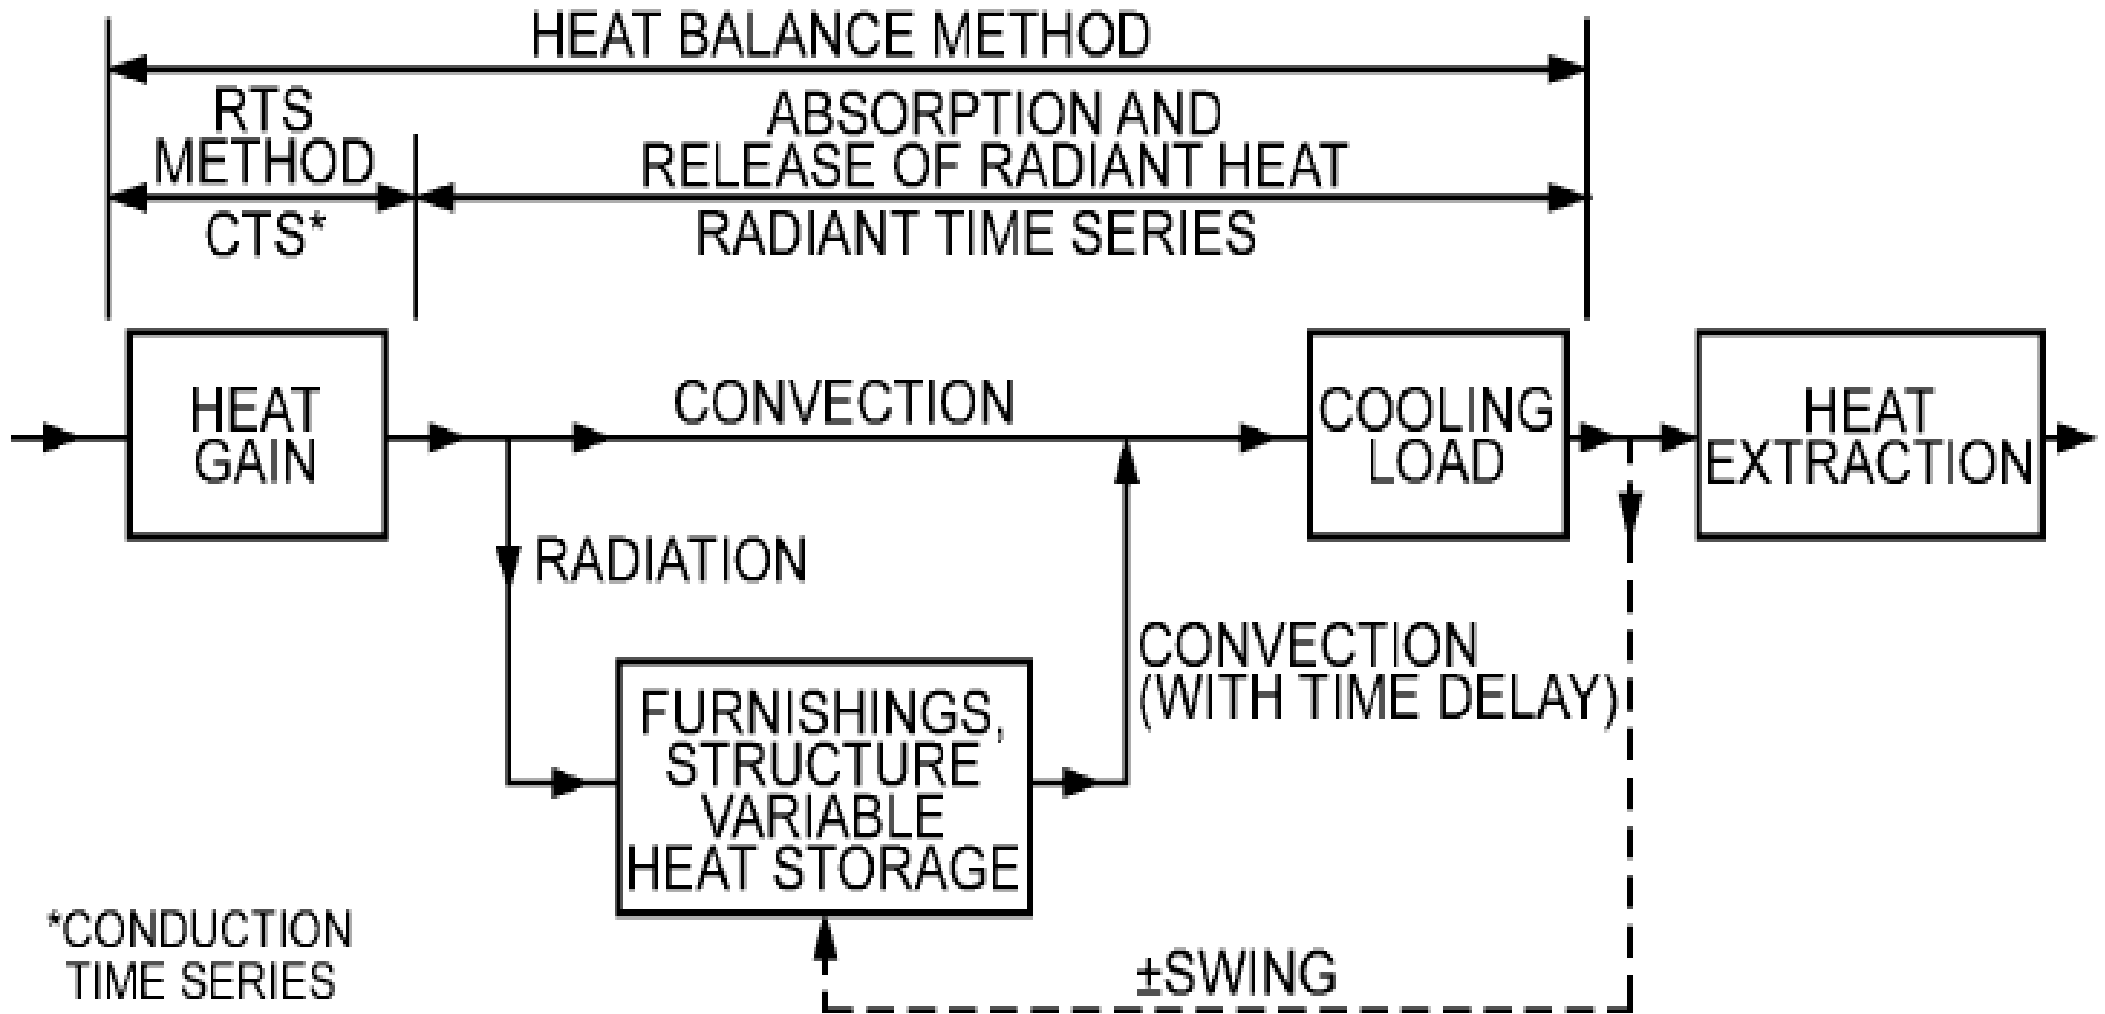 HEAT BALANCE METHOD
RTS
METHOD
CTS*
ABSORPTION AND
RELEASE OF RADIANT HEAT
RADIANT TIME SERIES
HEAT
GAIN
CONVECTION
COOLING
LOAD
HEAT
EXTRACTION
RADIATION
CONVECTION
(WITH TIME DELAY)
FURNISHINGS,
STRUCTURE
VARIABLE
HEAT STORAGE
±SWING
*CONDUCTION
TIME SERIES